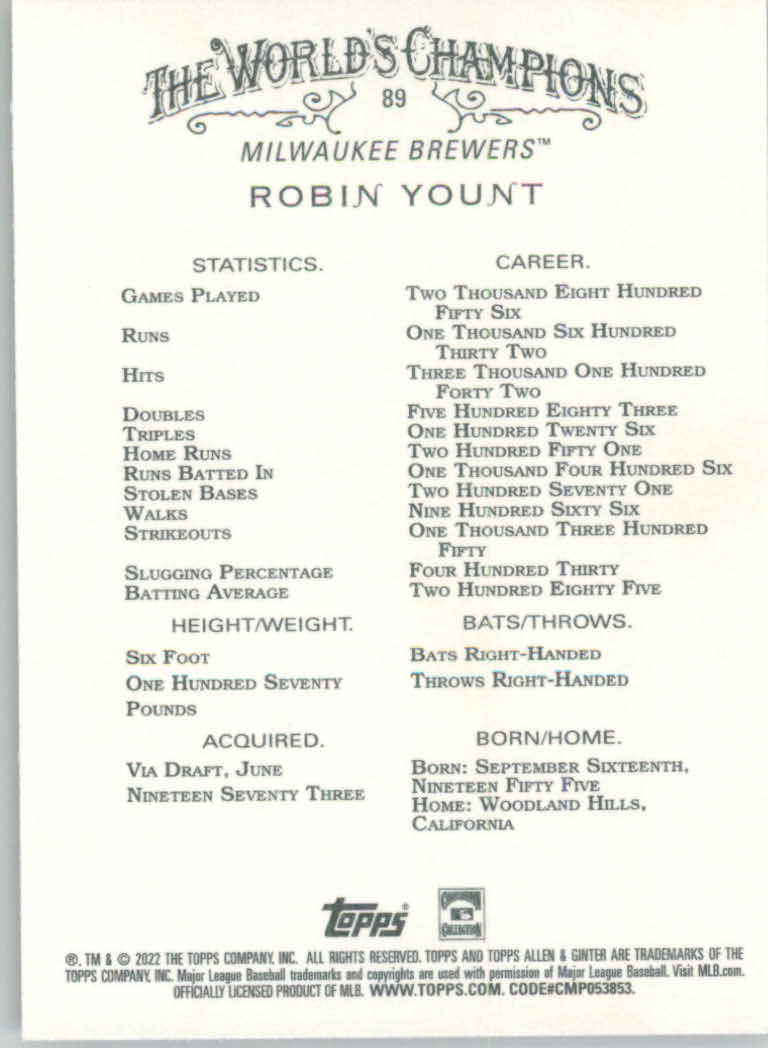 THE WORLD'S CHAMPIONS
89
MILWAUKEE BREWERS™
ROBIN YOUNT
STATISTICS. CAREER.
GAMES PLAYED TWO THOUSAND EIGHT HUNDRED
FIFTY SIX
RUNS ONE THOUSAND SIX HUNDRED
THIRTY TWO
HITS THREE THOUSAND ONE HUNDRED
FORTY TWO
DOUBLES FIVE HUNDRED EIGHTY THREE
TRIPLES ONE HUNDRED TWENTY SIX
HOME RUNS TWO HUNDRED FIFTY ONE
RUNS BATTED IN ONE THOUSAND FOUR HUNDRED SIX
STOLEN BASES TWO HUNDRED SEVENTY ONE
WALKS NINE HUNDRED SIXTY SIX
STRIKEOUTS ONE THOUSAND THREE HUNDRED
FIFTY
SLUGGING PERCENTAGE FOUR HUNDRED THIRTY
BATTING AVERAGE TWO HUNDRED EIGHTY FIVE
HEIGHT/WEIGHT. BATS/THROWS.
SIX FOOT BATS RIGHT-HANDED
ONE HUNDRED SEVENTY THROWS RIGHT-HANDED
POUNDS
ACQUIRED. BORN/HOME.
VIA DRAFT, JUNE BORN: SEPTEMBER SIXTEENTH,
NINETEEN SEVENTY THREE NINETEEN FIFTY FIVE
HOME: WOODLAND HILLS,
CALIFORNIA
TOPPS® COOPERSTOWN COLLECTION
®, TM & © 2022 THE TOPPS COMPANY, INC. ALL RIGHTS RESERVED. TOPPS AND TOPPS ALLEN & GINTER ARE TRADEMARKS OF THE
TOPPS COMPANY, INC. Major League Baseball trademarks and copyrights are used with permission of Major League Baseball. Visit MLB.com.
OFFICIALLY LICENSED PRODUCT OF MLB. WWW.TOPPS.COM. CODE#CMP053853.